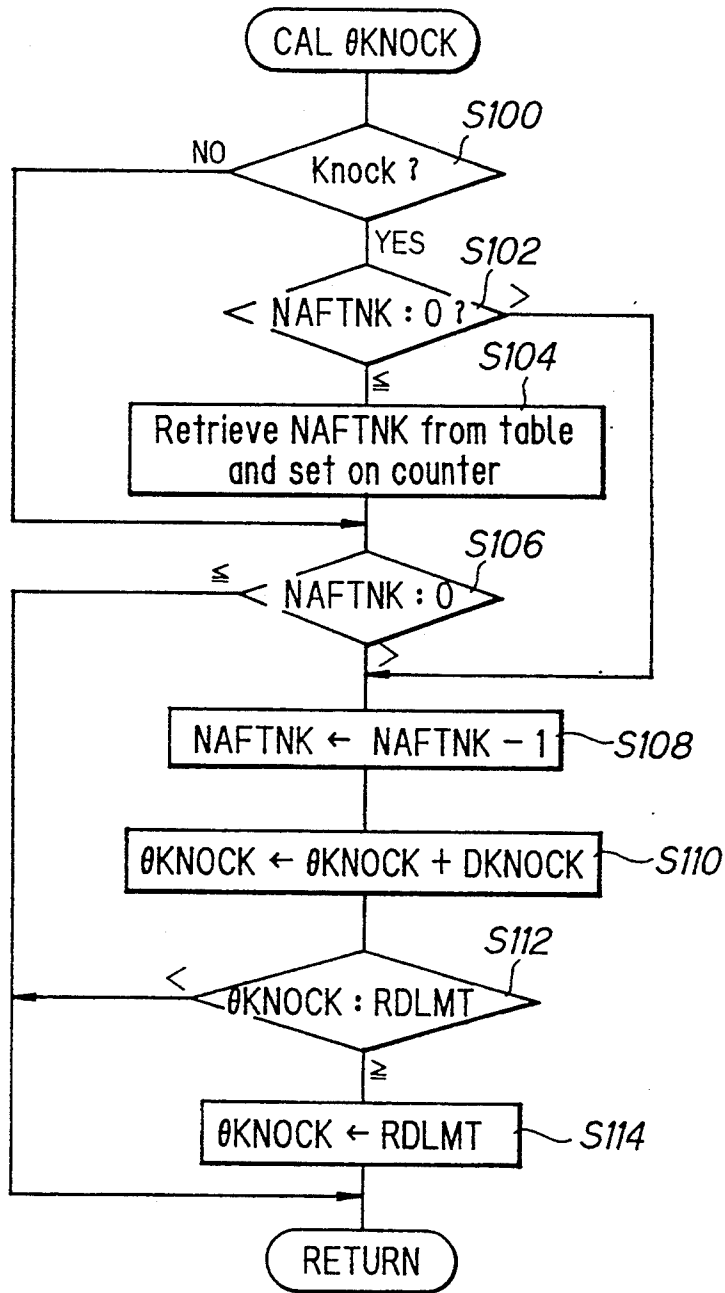 CAL θKNOCK
S100
NO
Knock ?
YES
S102
NAFTNK : 0 ?
>
≦
S104
Retrieve NAFTNK from table
and set on counter
S106
≦
NAFTNK : 0
>
NAFTNK ← NAFTNK - 1
S108
θKNOCK ← θKNOCK + DKNOCK
S110
S112
<
θKNOCK : RDLMT
≧
θKNOCK ← RDLMT
S114
RETURN